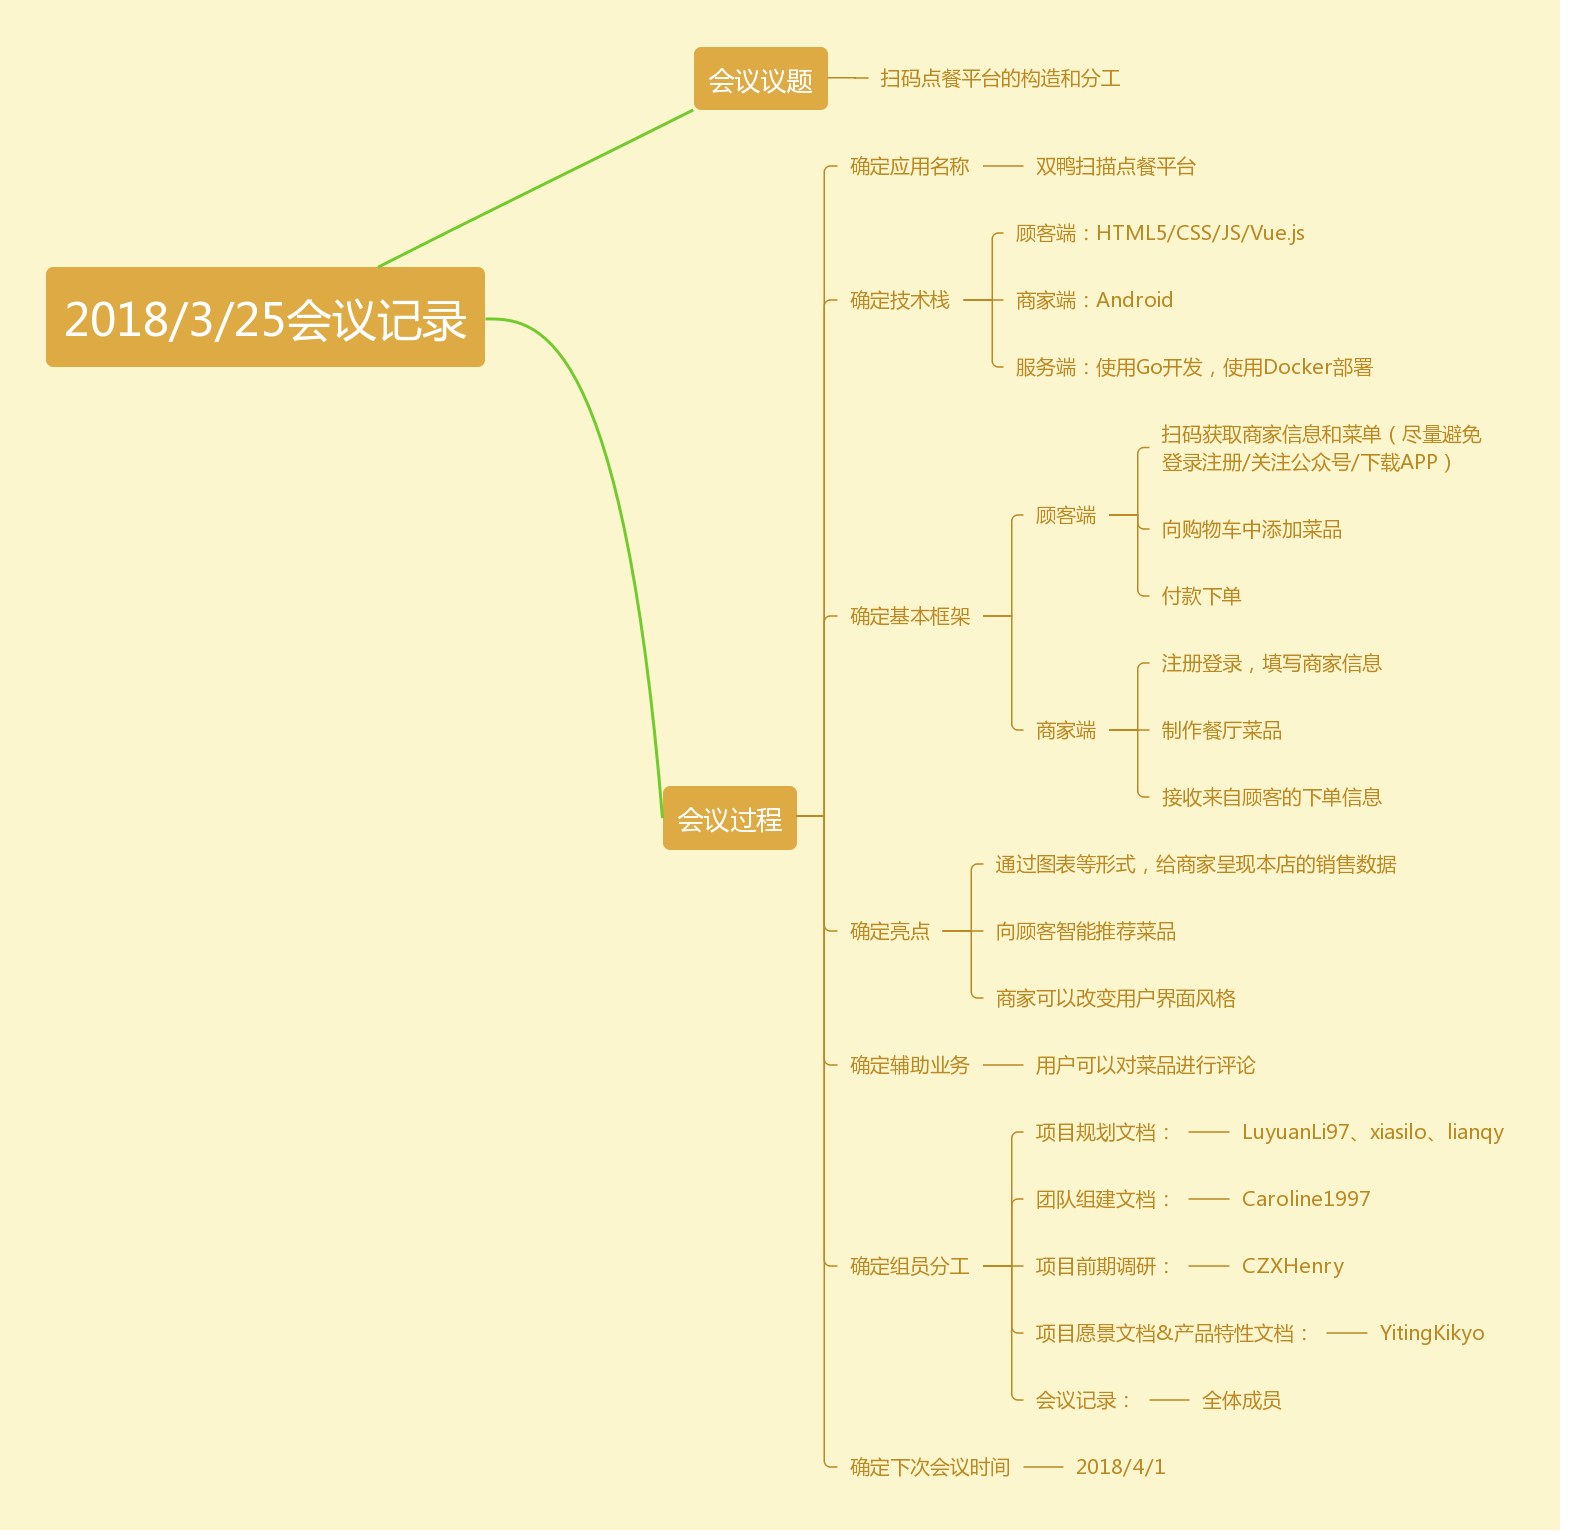 会议议题
扫码点餐平台的构造和分工
2018/3/25会议记录
会议过程
确定应用名称
双鸭扫描点餐平台
确定技术栈
顾客端：HTML5/CSS/JS/Vue.js
商家端：Android
服务端：使用Go开发，使用Docker部署
确定基本框架
顾客端
扫码获取商家信息和菜单（尽量避免
登录注册/关注公众号/下载APP）
向购物车中添加菜品
付款下单
商家端
注册登录，填写商家信息
制作餐厅菜品
接收来自顾客的下单信息
确定亮点
通过图表等形式，给商家呈现本店的销售数据
向顾客智能推荐菜品
商家可以改变用户界面风格
确定辅助业务
用户可以对菜品进行评论
确定组员分工
项目规划文档：
LuyuanLi97、xiasilo、lianqy
团队组建文档：
Caroline1997
项目前期调研：
CZXHenry
项目愿景文档&产品特性文档：
YitingKikyo
会议记录：
全体成员
确定下次会议时间
2018/4/1